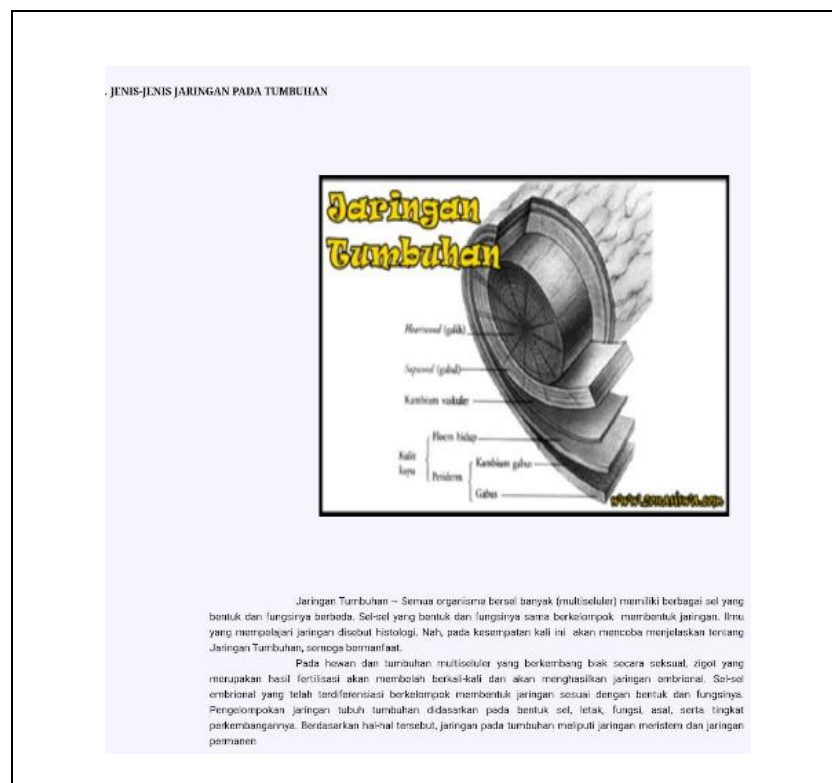 . JENIS-JENIS JARINGAN PADA TUMBUHAN
Jaringan
Tumbuhan
Heartwood (galih)
Sapwood (gubal)
Kambium vaskuler
Floem hidup
Kulit
kayu
Kambium gabus
Periderm
Gabus
Jaringan Tumbuhan – Semua organisme bersel banyak (multiseluler) memiliki berbagai sel yang
bentuk dan fungsinya berbeda. Sel-sel yang bentuk dan fungsinya sama berkelompok membentuk jaringan. Ilmu
yang mempelajari jaringan disebut histologi. Nah, pada kesempatan kali ini akan mencoba menjelaskan tentang
Jaringan Tumbuhan, semoga bermanfaat.
Pada hewan dan tumbuhan multiseluler yang berkembang biak secara seksual, zigot yang
merupakan hasil fertilisasi akan membelah berkali-kali dan akan menghasilkan jaringan embrional. Sel-sel
embrional yang telah terdiferensiasi berkelompok membentuk jaringan sesuai dengan bentuk dan fungsinya.
Pengelompokan jaringan tubuh tumbuhan didasarkan pada bentuk sel, letak, fungsi, asal, serta tingkat
perkembangannya. Berdasarkan hal-hal tersebut, jaringan pada tumbuhan meliputi jaringan meristem dan jaringan
permanen